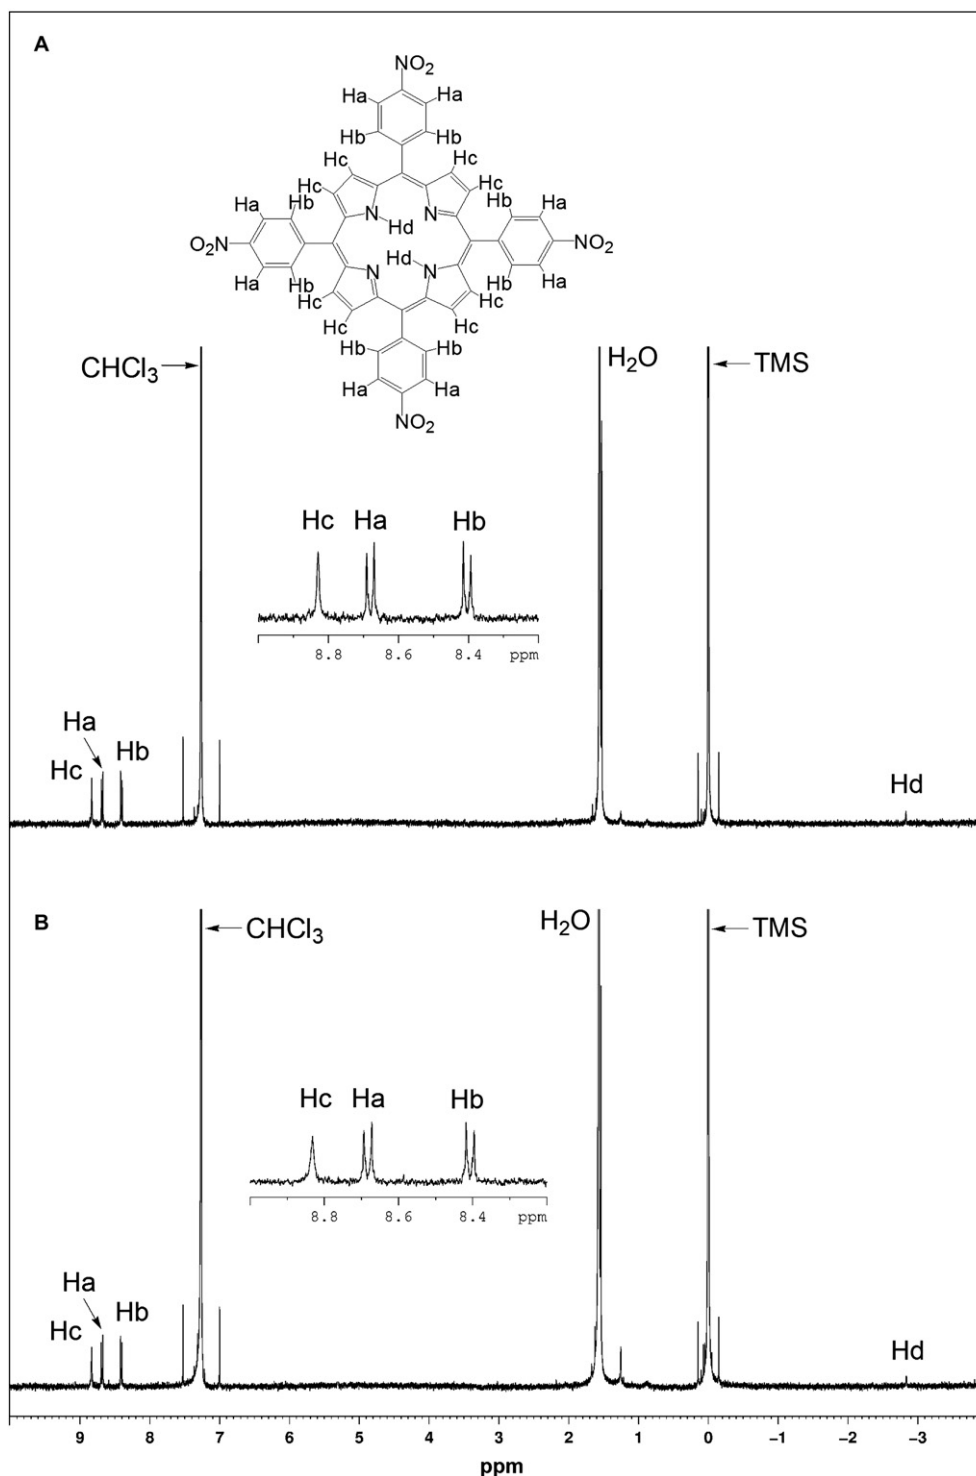 A
NO2
Ha Ha
Hb Hb
Hc Hc
Hc Hc
Ha Hb N N Hb Ha
Hd
O2N NO2
Hd N
N
Ha Hb Hb Ha
Hc Hc
Hc Hc
Hb Hb
Ha Ha
NO2
CHCl3 H2O TMS
Hc Ha Hb
8.8 8.6 8.4 ppm
Ha
Hb
Hc
Hd
B
CHCl3 H2O TMS
Hc Ha Hb
8.8 8.6 8.4 ppm
Ha
Hb
Hc
Hd
9 8 7 6 5 4 3 2 1 0 −1 −2 −3
ppm